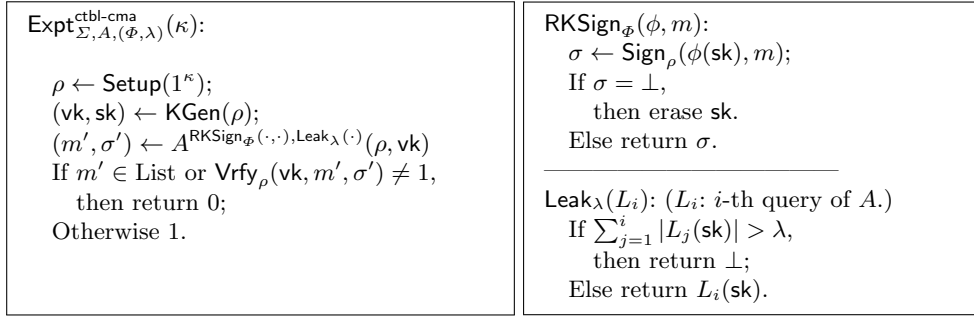 Expt^{ctbl-cma}_{Σ,A,(Φ,λ)}(κ):
ρ ← Setup(1^κ);
(vk, sk) ← KGen(ρ);
(m′, σ′) ← A^{RKSign_Φ(·,·),Leak_λ(·)}(ρ, vk)
If m′ ∈ List or Vrfy_ρ(vk, m′, σ′) ≠ 1,
then return 0;
Otherwise 1.
RKSign_Φ(ϕ, m):
σ ← Sign_ρ(ϕ(sk), m);
If σ = ⊥,
then erase sk.
Else return σ.
Leak_λ(L_i): (L_i: i-th query of A.)
If ∑^i_{j=1} |L_j(sk)| > λ,
then return ⊥;
Else return L_i(sk).